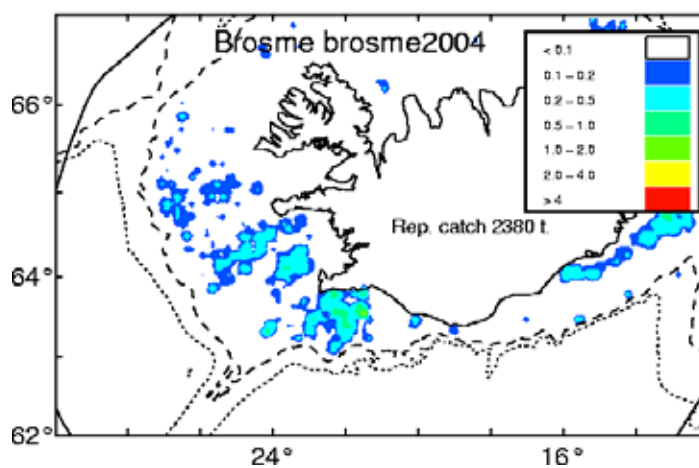 Brosme brosme2004
< 0.1
0.1 – 0.2
0.2 – 0.5
0.5 – 1.0
1.0 – 2.0
2.0 – 4.0
> 4
Rep. catch 2380 t.
66°
64°
62°
24°
16°